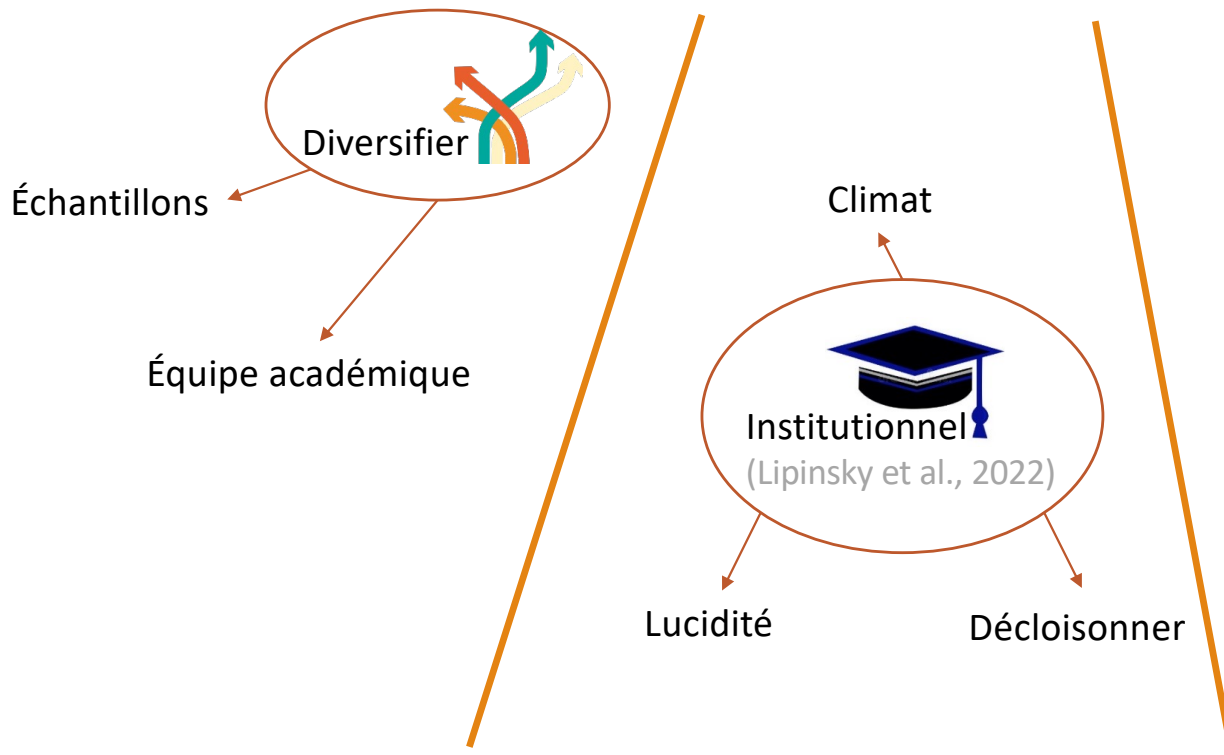 Diversifier
Échantillons
Équipe académique
Climat
Institutionnel
(Lipinsky et al., 2022)
Lucidité
Décloisonner